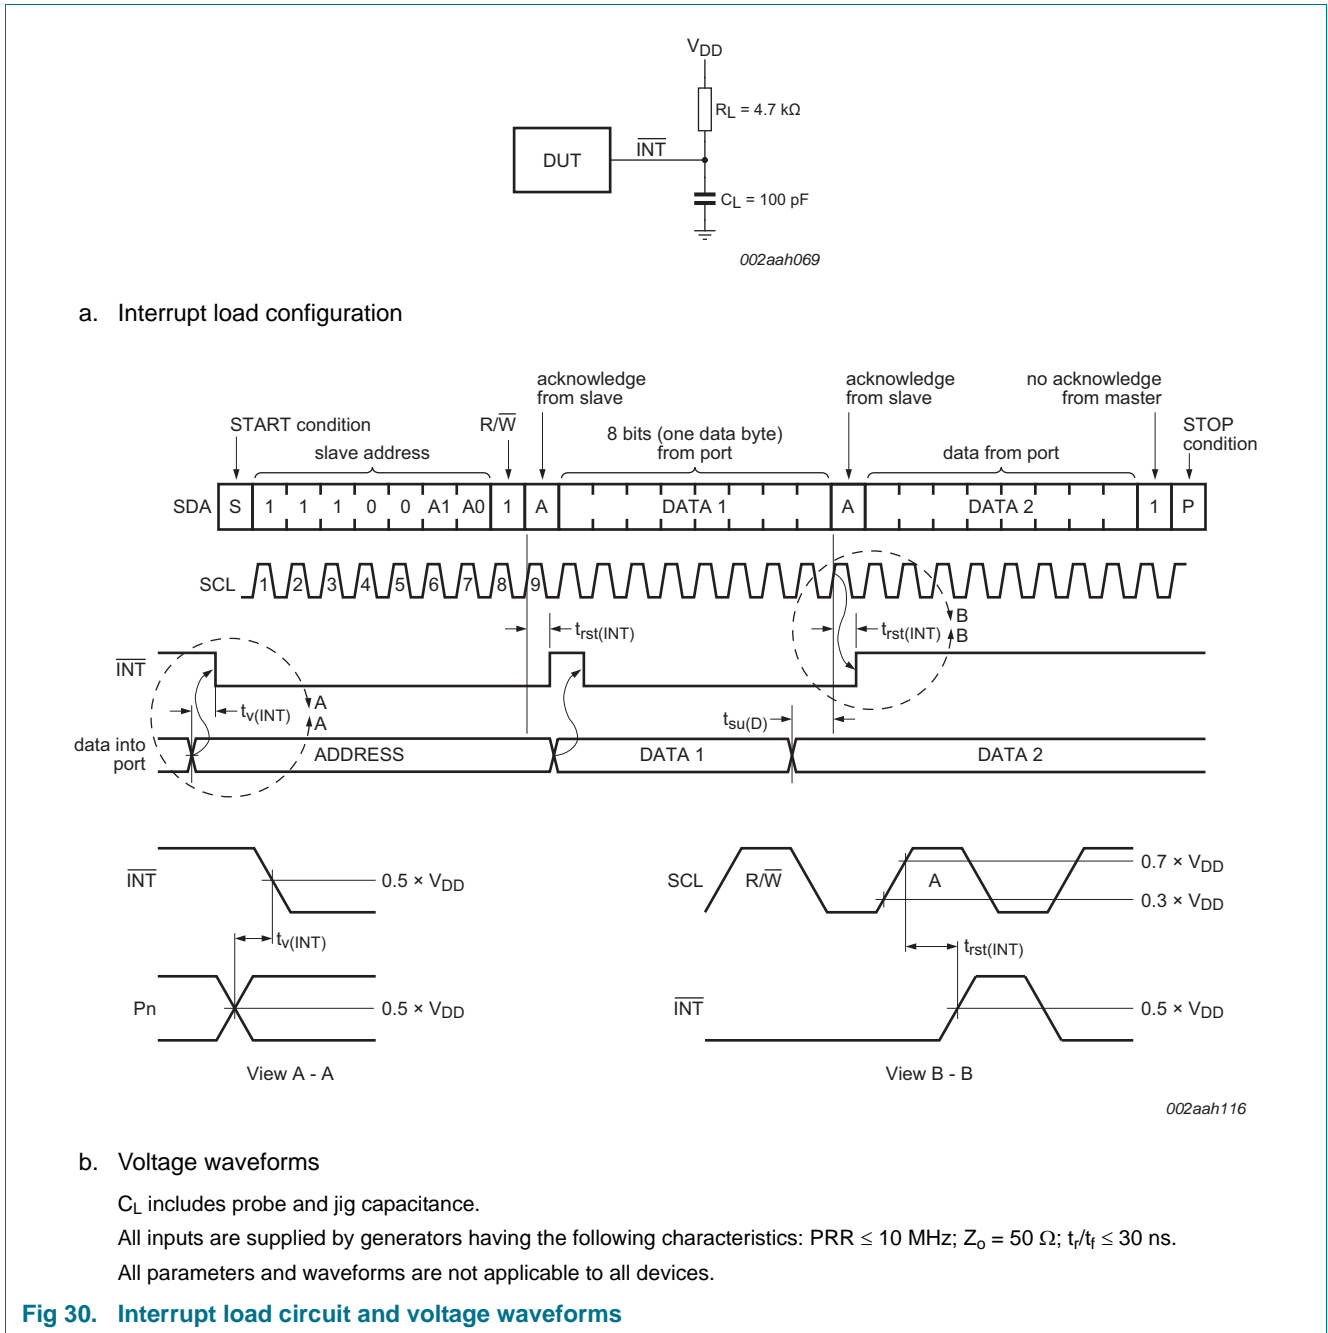 VDD
RL = 4.7 kΩ
DUT
INT
CL = 100 pF
002aah069
a. Interrupt load configuration
acknowledge from slave
acknowledge from slave
no acknowledge from master
START condition
R/W
8 bits (one data byte) from port
STOP condition
slave address
data from port
SDA S 1 1 1 0 0 A1 A0 1 A DATA 1 A DATA 2 1 P
SCL 1 2 3 4 5 6 7 8 9
trst(INT)
trst(INT)
B
B
INT
tv(INT)
A
A
tsu(D)
data into port
ADDRESS
DATA 1
DATA 2
INT
0.5 × VDD
tv(INT)
Pn
0.5 × VDD
View A - A
SCL
R/W
A
0.7 × VDD
0.3 × VDD
trst(INT)
INT
0.5 × VDD
View B - B
002aah116
b. Voltage waveforms
CL includes probe and jig capacitance.
All inputs are supplied by generators having the following characteristics: PRR ≤ 10 MHz; Zo = 50 Ω; tr/tf ≤ 30 ns.
All parameters and waveforms are not applicable to all devices.
Fig 30. Interrupt load circuit and voltage waveforms